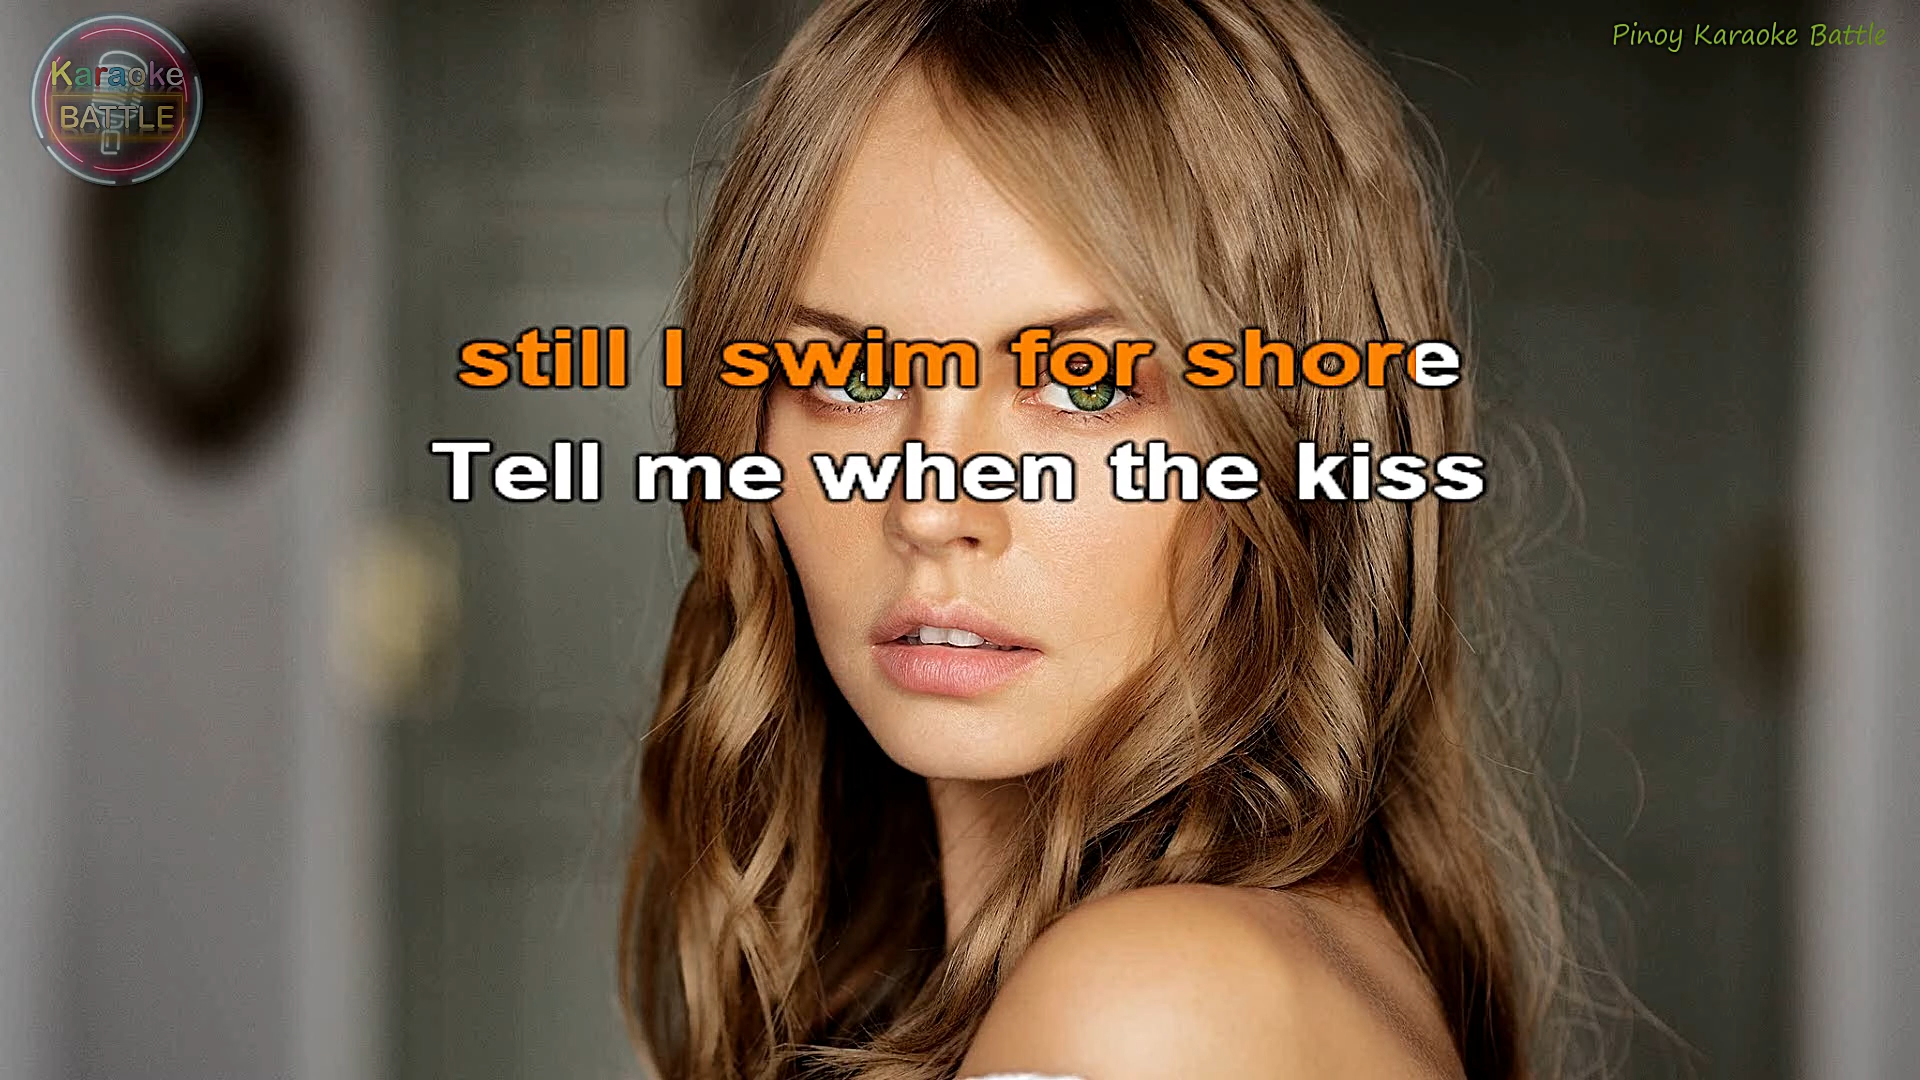 Karaoke
BATTLE
Pinoy Karaoke Battle
still I swim for shore
Tell me when the kiss